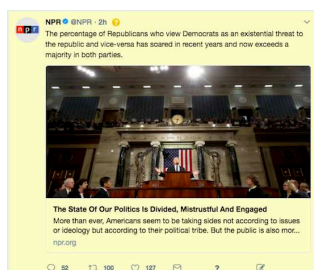 npr
NPR @NPR · 2h
The percentage of Republicans who view Democrats as an existential threat to
the republic and vice-versa has soared in recent years and now exceeds a
majority in both parties.
The State Of Our Politics Is Divided, Mistrustful And Engaged
More than ever, Americans seem to be taking sides not according to issues
or ideology but according to their political tribe. But the public is also mor...
npr.org
52 100 127 ?